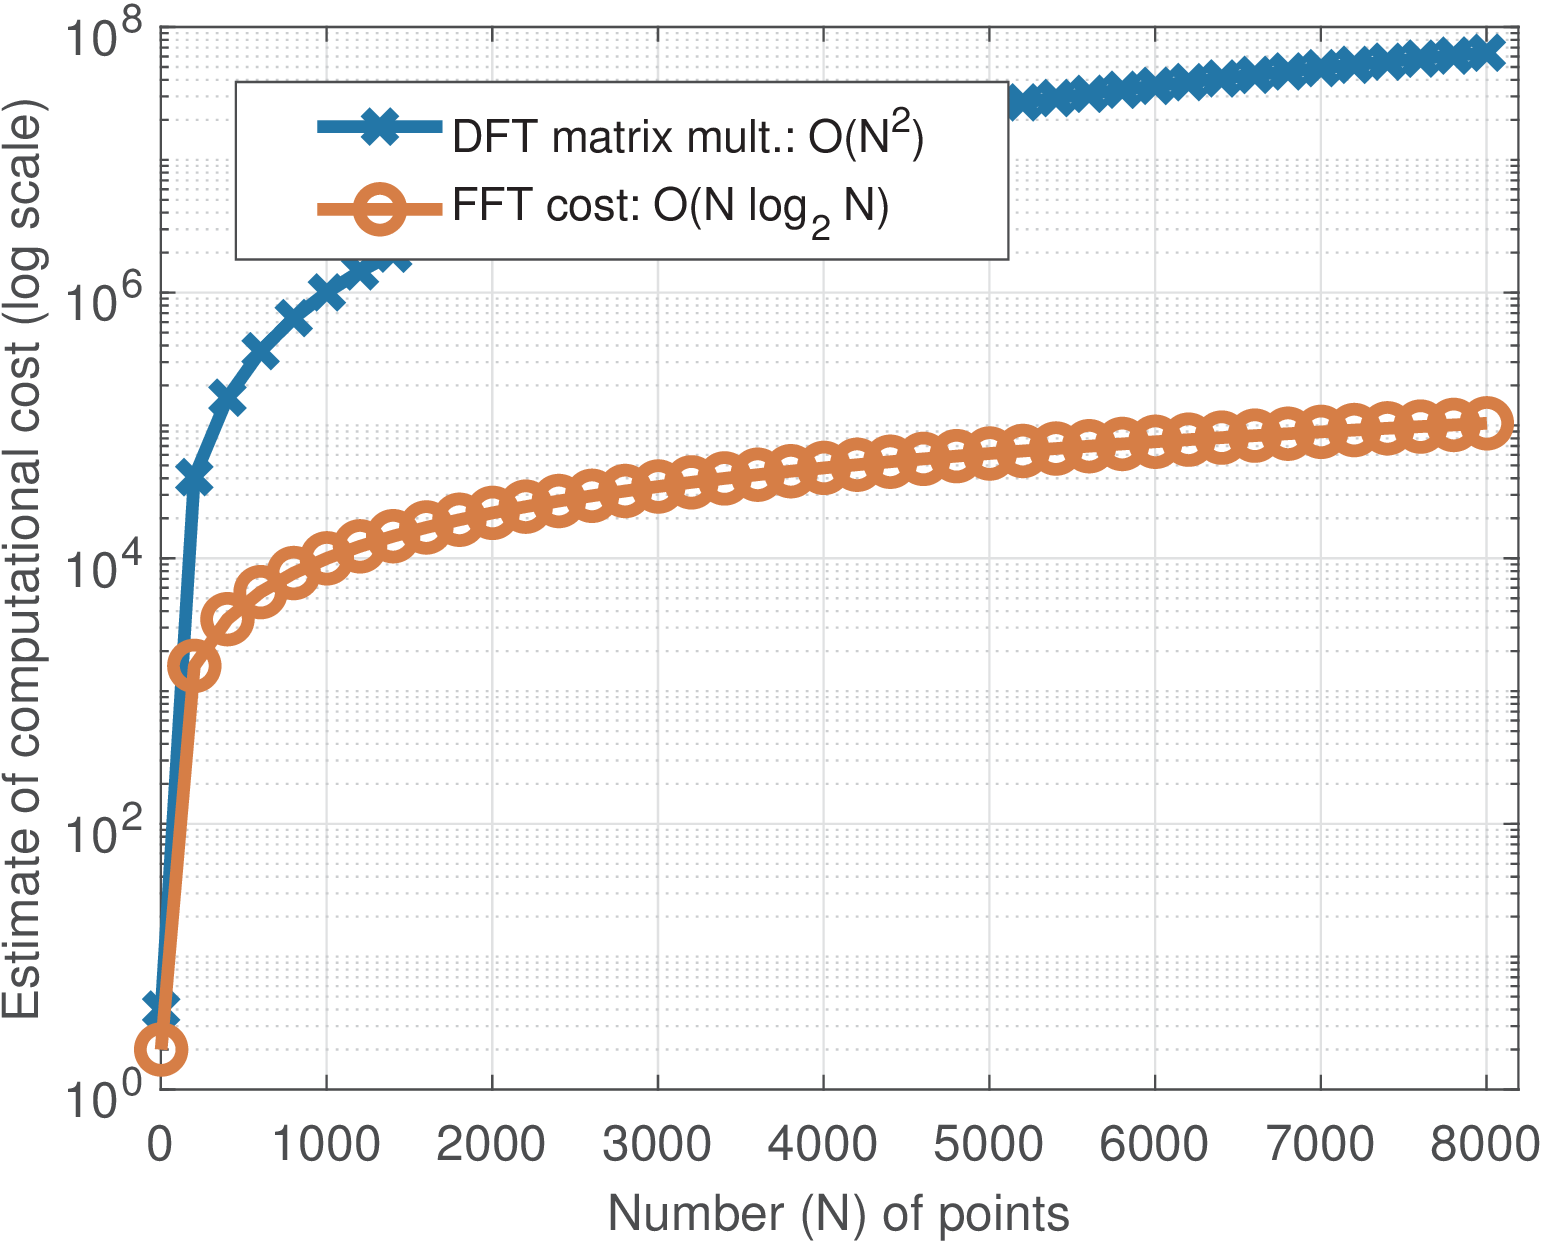 10^8
10^6
10^4
10^2
10^0
Estimate of computational cost (log scale)
DFT matrix mult.: O(N^2)
FFT cost: O(N log_2 N)
0 1000 2000 3000 4000 5000 6000 7000 8000
Number (N) of points